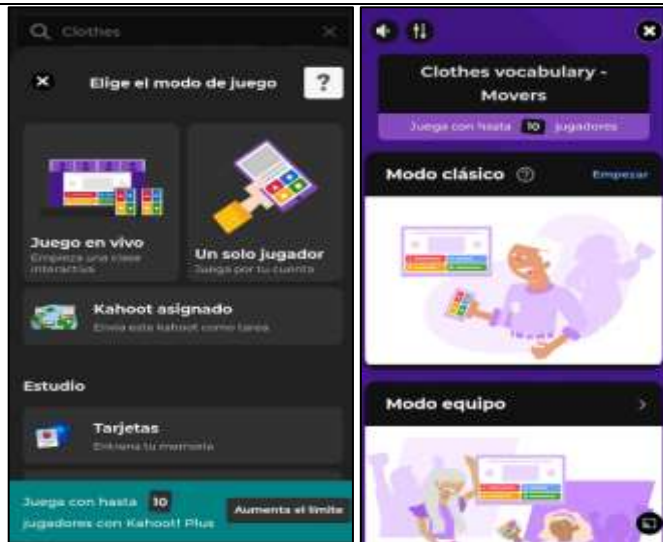 Clothes
Elige el modo de juego
?
Juego en vivo
Empieza una clase
interactiva
Un solo jugador
Juega por tu cuenta
Kahoot asignado
Envía este kahoot como tarea
Estudio
Tarjetas
Entrena tu memoria
Juega con hasta 10
jugadores con Kahoot! Plus
Aumenta el límite
Clothes vocabulary -
Movers
Juega con hasta 10 jugadores
Modo clásico ?
Empezar
Modo equipo